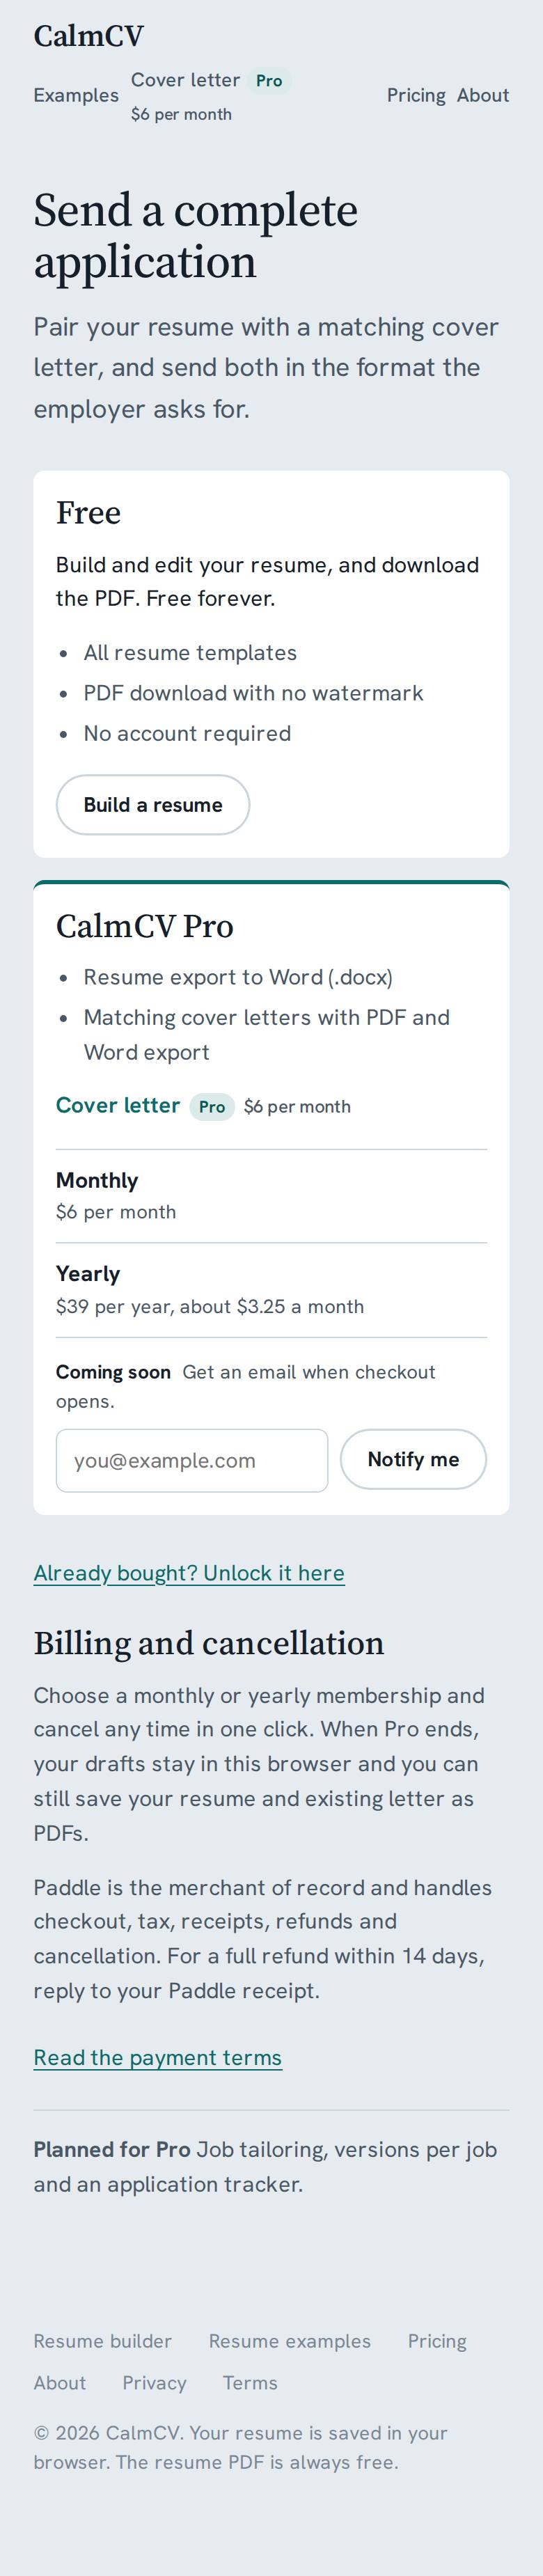 CalmCV
Examples
Cover letter Pro
$6 per month
Pricing About
Send a complete
application
Pair your resume with a matching cover
letter, and send both in the format the
employer asks for.
Free
Build and edit your resume, and download
the PDF. Free forever.
• All resume templates
• PDF download with no watermark
• No account required
Build a resume
CalmCV Pro
• Resume export to Word (.docx)
• Matching cover letters with PDF and
Word export
Cover letter Pro $6 per month
Monthly
$6 per month
Yearly
$39 per year, about $3.25 a month
Coming soon Get an email when checkout
opens.
you@example.com Notify me
Already bought? Unlock it here
Billing and cancellation
Choose a monthly or yearly membership and
cancel any time in one click. When Pro ends,
your drafts stay in this browser and you can
still save your resume and existing letter as
PDFs.
Paddle is the merchant of record and handles
checkout, tax, receipts, refunds and
cancellation. For a full refund within 14 days,
reply to your Paddle receipt.
Read the payment terms
Planned for Pro Job tailoring, versions per job
and an application tracker.
Resume builder Resume examples Pricing
About Privacy Terms
© 2026 CalmCV. Your resume is saved in your
browser. The resume PDF is always free.